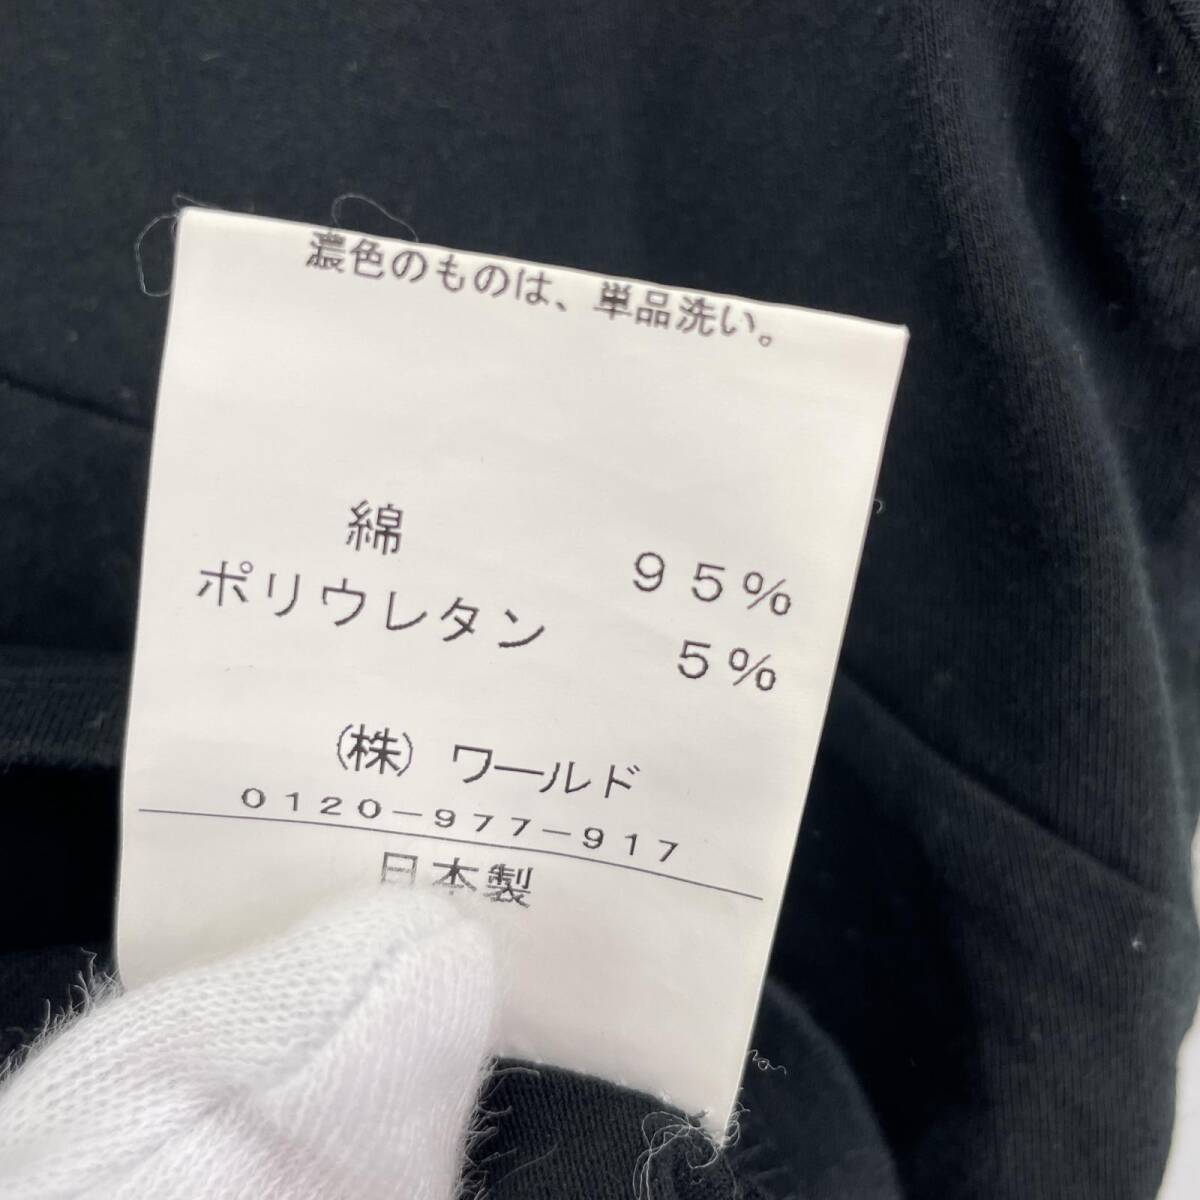 濃色のものは、単品洗い。
綿 95%
ポリウレタン 5%
(株) ワールド
0120-977-917
日本製